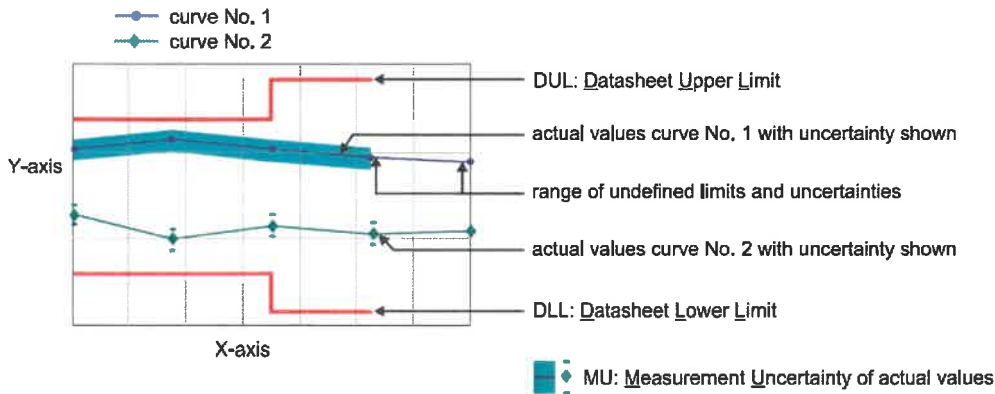 curve No. 1
curve No. 2
DUL: Datasheet Upper Limit
actual values curve No. 1 with uncertainty shown
Y-axis
range of undefined limits and uncertainties
actual values curve No. 2 with uncertainty shown
DLL: Datasheet Lower Limit
X-axis
MU: Measurement Uncertainty of actual values